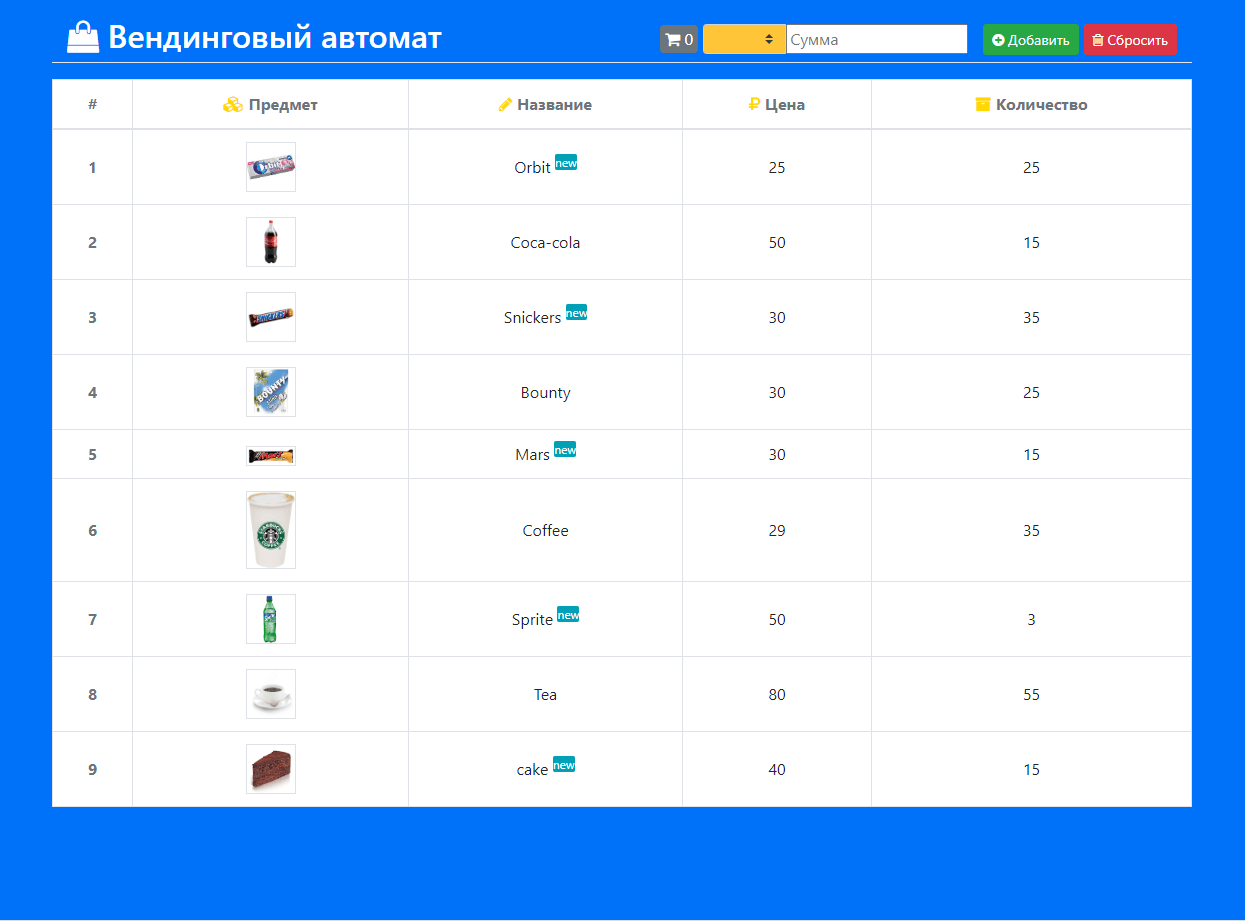 Вендинговый автомат 0 Сумма Добавить Сбросить
# Предмет Название Цена Количество
1 Orbit new 25 25
2 Coca-cola 50 15
3 SNICKERS Snickers new 30 35
4 BOUNTY Bounty 30 25
5 Mars new 30 15
6 Coffee 29 35
7 Sprite new 50 3
8 Tea 80 55
9 cake new 40 15